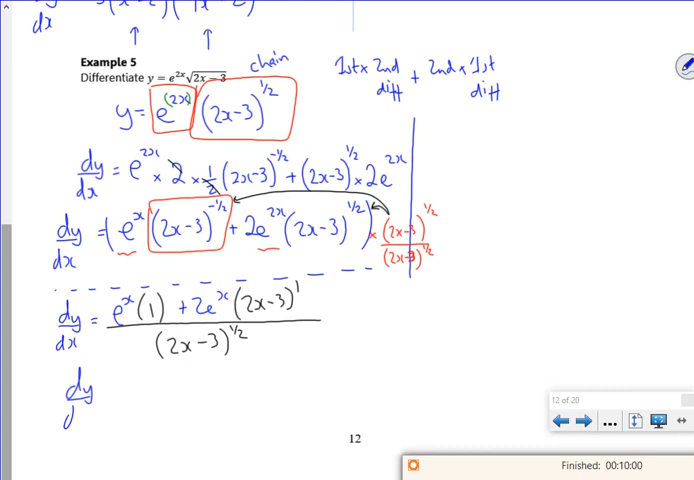 dx
Example 5
Differentiate y = e^{2x}√(2x − 3)
chain
1st × 2nd diff + 2nd × 1st diff
y = e^{(2x)} (2x−3)^{1/2}
dy/dx = e^{2x} × 2 × 1/2 (2x−3)^{−1/2} + (2x−3)^{1/2} × 2e^{2x}
dy/dx = (e^x (2x−3)^{−1/2} + 2e^{2x} (2x−3)^{1/2}) × (2x−3)^{1/2}/(2x−3)^{1/2}
dy/dx = e^x (1) + 2e^x (2x−3)^1 / (2x−3)^{1/2}
dy
12
12 of 20
...
Finished: 00:10:00